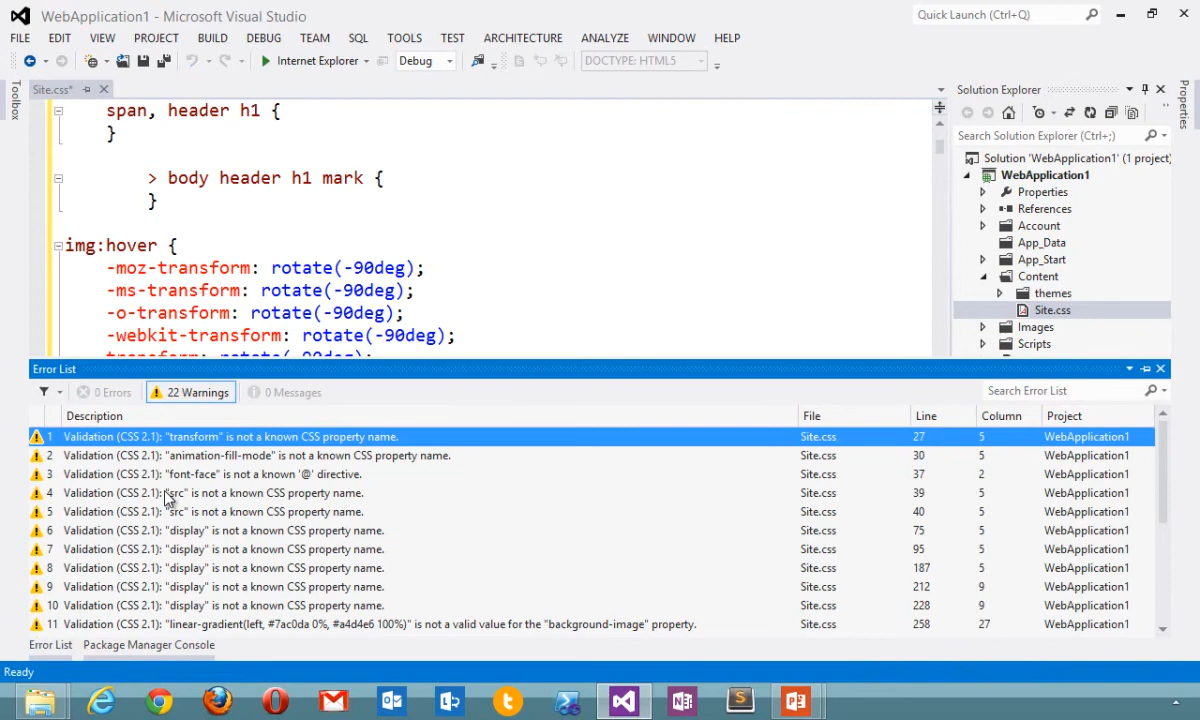 WebApplication1 - Microsoft Visual Studio
Quick Launch (Ctrl+Q)
FILE EDIT VIEW PROJECT BUILD DEBUG TEAM SQL TOOLS TEST ARCHITECTURE ANALYZE WINDOW HELP
Internet Explorer Debug DOCTYPE: HTML5
Toolbox
Site.css*
span, header h1 {
}
> body header h1 mark {
}
img:hover {
-moz-transform: rotate(-90deg);
-ms-transform: rotate(-90deg);
-o-transform: rotate(-90deg);
-webkit-transform: rotate(-90deg);
transform: rotate(-90deg);
Solution Explorer
Search Solution Explorer (Ctrl+;)
Solution 'WebApplication1' (1 project)
WebApplication1
Properties
References
Account
App_Data
App_Start
Content
themes
Site.css
Images
Scripts
Properties
Error List
0 Errors 22 Warnings 0 Messages Search Error List
Description File Line Column Project
1 Validation (CSS 2.1): "transform" is not a known CSS property name. Site.css 27 5 WebApplication1
2 Validation (CSS 2.1): "animation-fill-mode" is not a known CSS property name. Site.css 30 5 WebApplication1
3 Validation (CSS 2.1): "font-face" is not a known '@' directive. Site.css 37 2 WebApplication1
4 Validation (CSS 2.1): "src" is not a known CSS property name. Site.css 39 5 WebApplication1
5 Validation (CSS 2.1): "src" is not a known CSS property name. Site.css 40 5 WebApplication1
6 Validation (CSS 2.1): "display" is not a known CSS property name. Site.css 75 5 WebApplication1
7 Validation (CSS 2.1): "display" is not a known CSS property name. Site.css 95 5 WebApplication1
8 Validation (CSS 2.1): "display" is not a known CSS property name. Site.css 187 5 WebApplication1
9 Validation (CSS 2.1): "display" is not a known CSS property name. Site.css 212 9 WebApplication1
10 Validation (CSS 2.1): "display" is not a known CSS property name. Site.css 228 9 WebApplication1
11 Validation (CSS 2.1): "linear-gradient(left, #7ac0da 0%, #a4d4e6 100%)" is not a valid value for the "background-image" property. Site.css 258 27 WebApplication1
Error List Package Manager Console
Ready